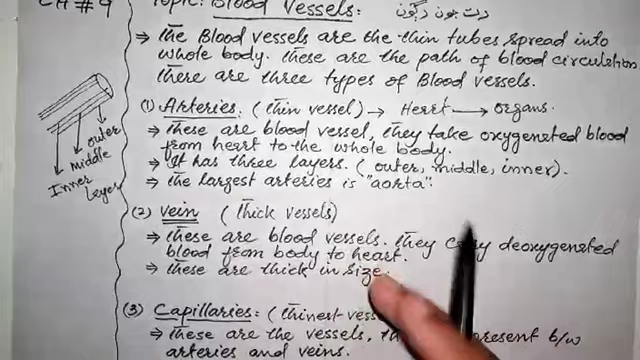 CH # 9
Topic: Blood Vessels:
→ The Blood vessels are the thin tubes, spread into
whole body. These are the path of blood circulation
There are three types of Blood vessels.
(1) Arteries: (thin vessel) → Heart → organs.
→ These are blood vessel, They take oxygenated blood
from heart to the whole body.
→ It has three layers. (outer, middle, inner).
→ The largest arteries is "aorta".
outer
middle
Inner
Layer
(2) vein (Thick vessels)
→ These are blood vessels. They deoxygenated
blood from body to heart.
→ These are thick in size.
(3) Capillaries: (Thinest
→ These are the vessels, present b/w
arteries and veins.